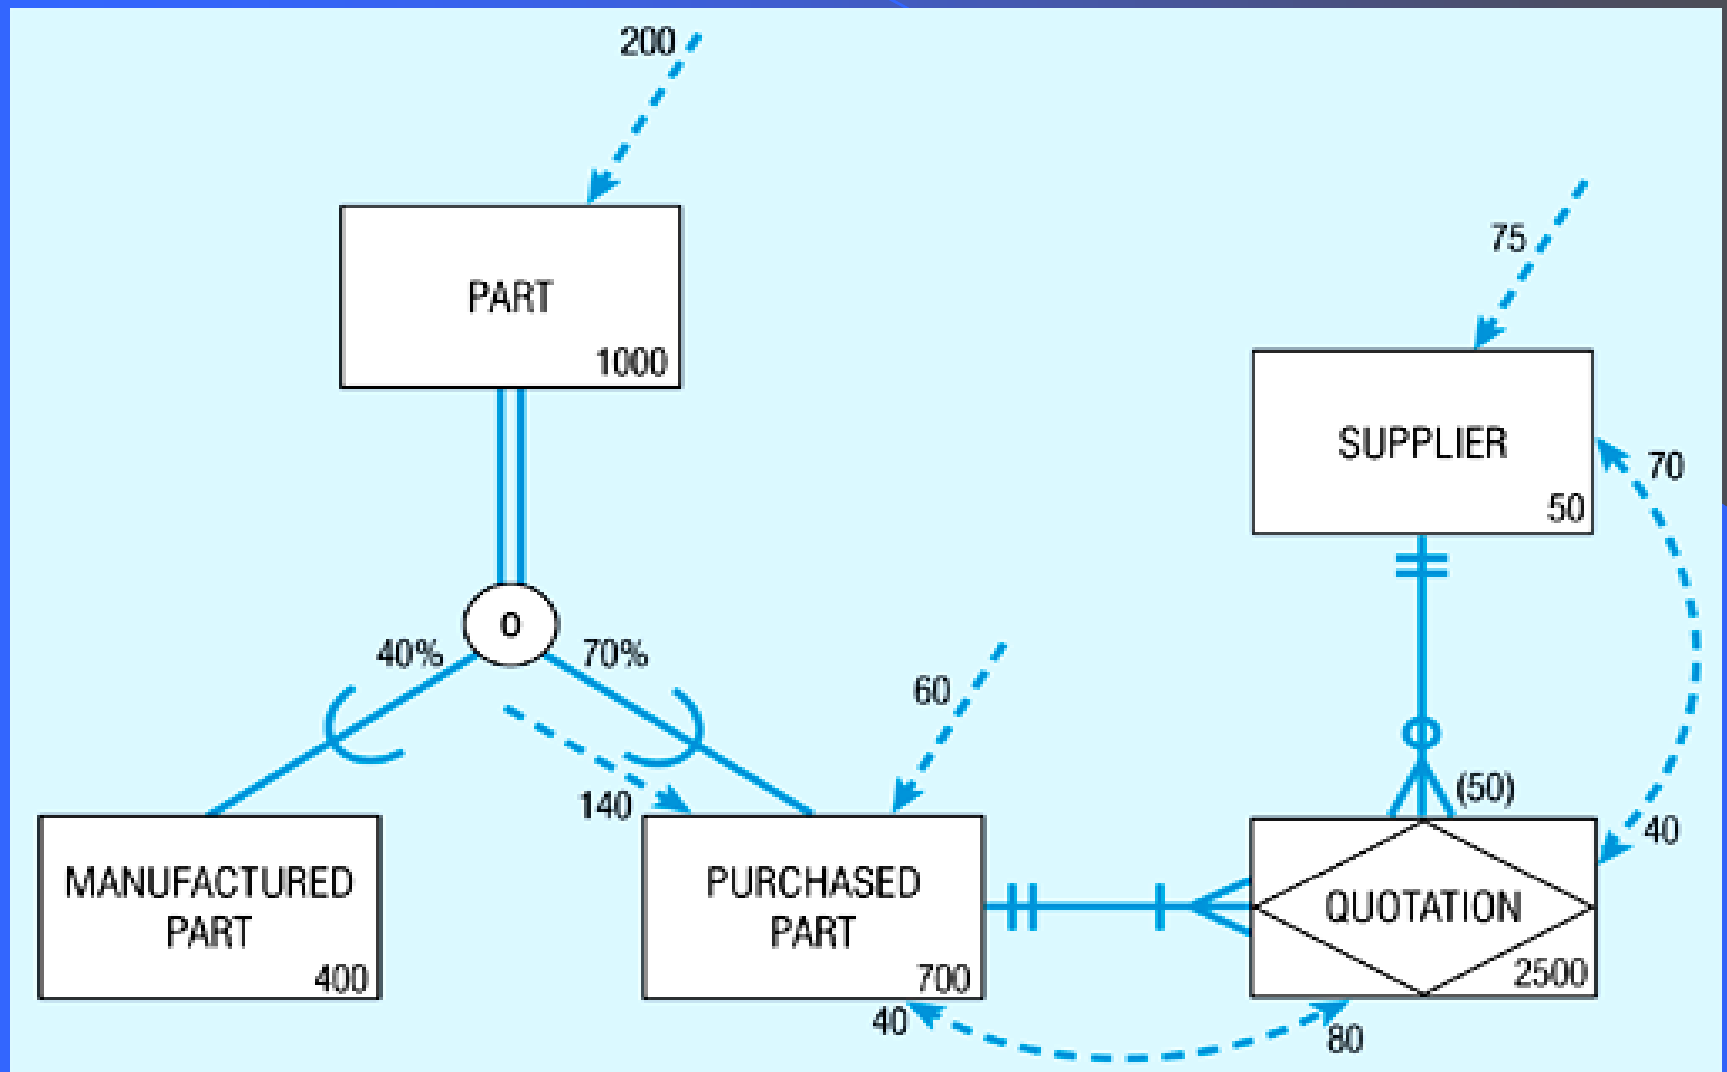 200
75
PART
1000
SUPPLIER
50
70
O
40%
70%
60
140
(50)
40
MANUFACTURED
PART
400
PURCHASED
PART
700
QUOTATION
2500
40
80